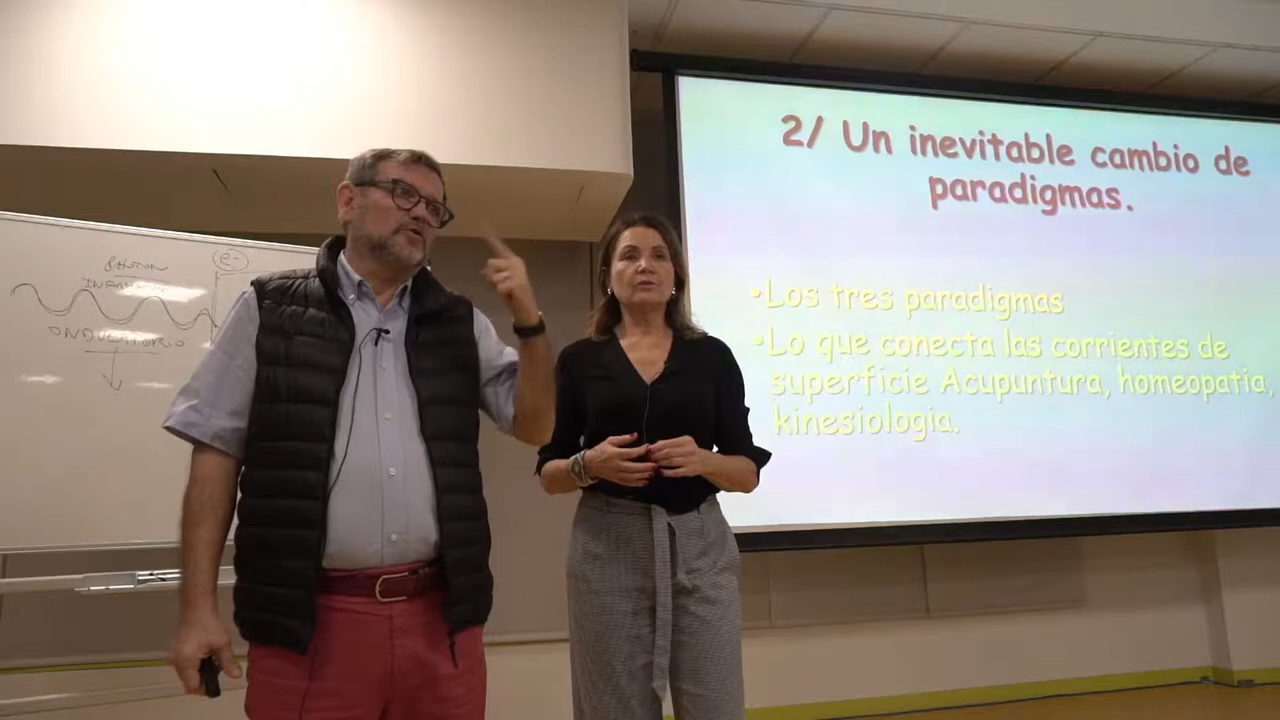 e-
ONDULATORIO
2/ Un inevitable cambio de
paradigmas.
•Los tres paradigmas
•Lo que conecta las corrientes de
superficie Acupuntura, homeopatia,
kinesiologia.